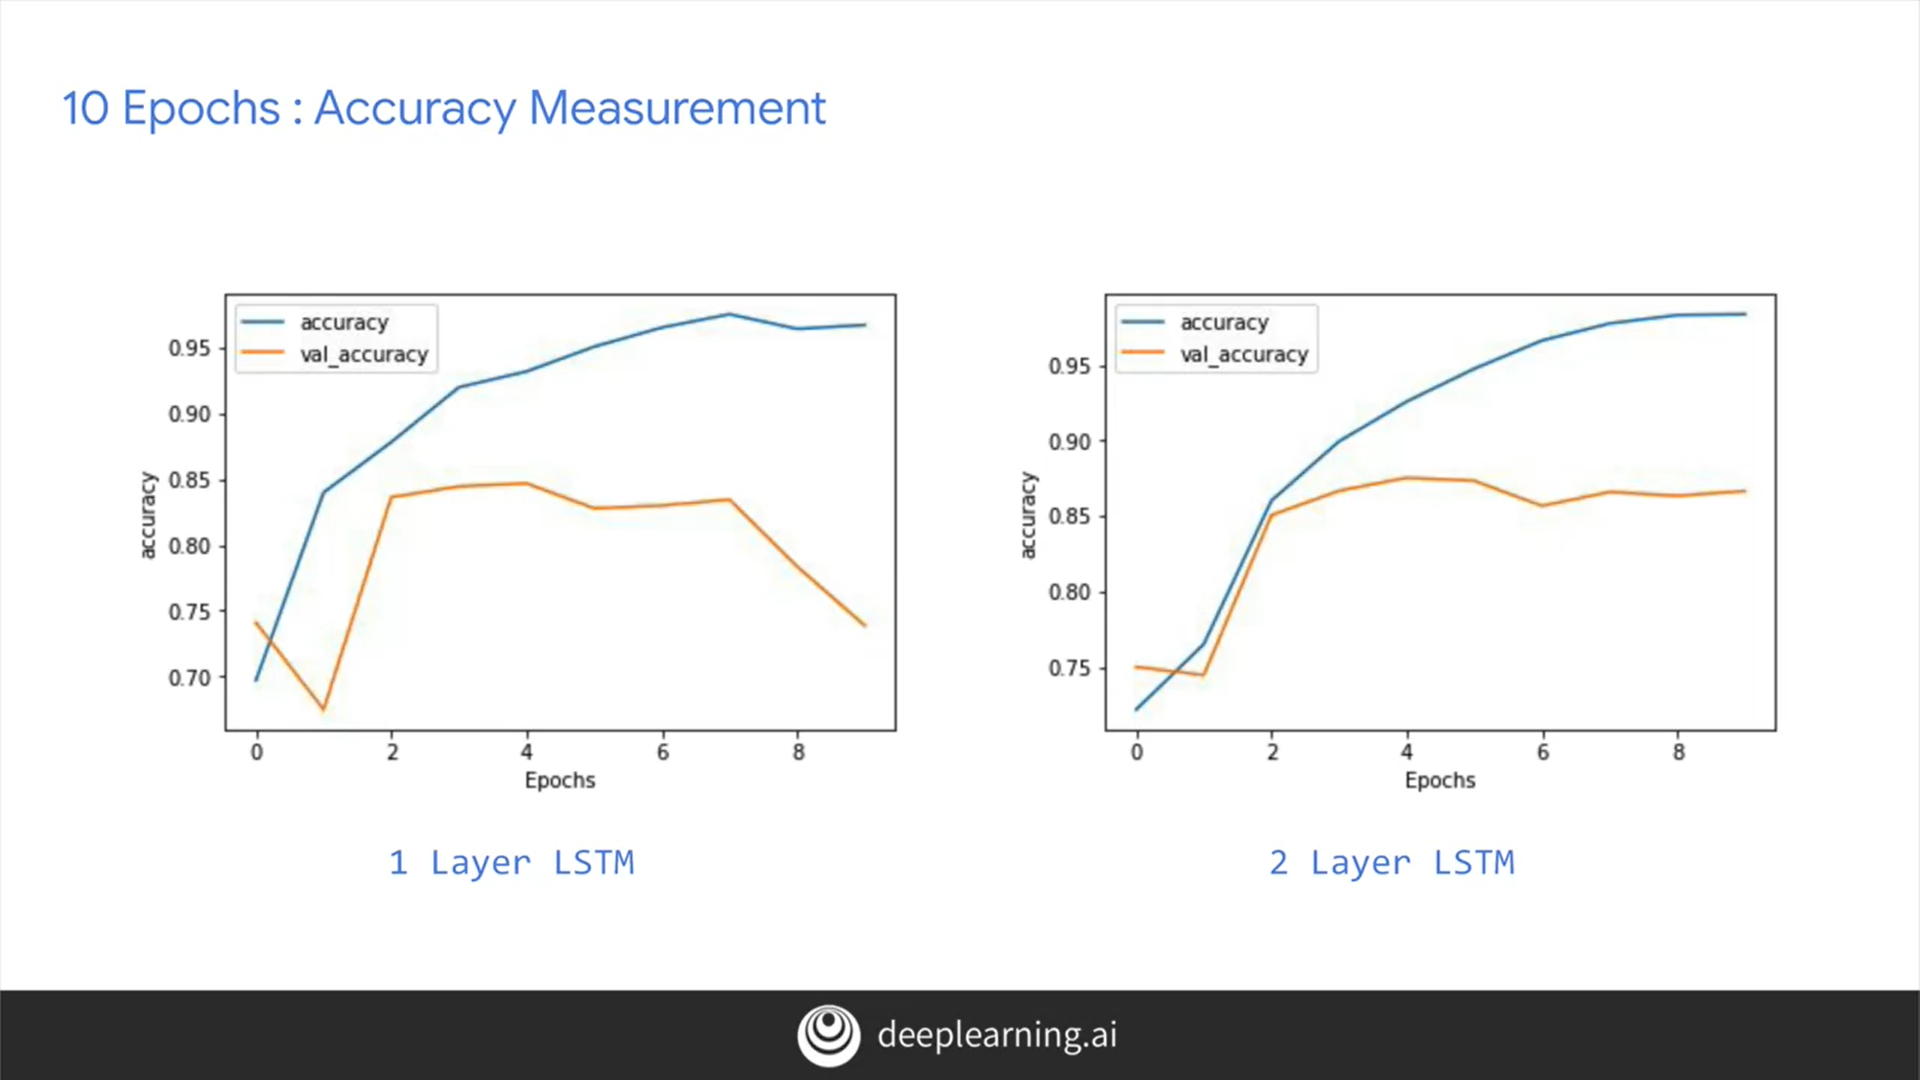 10 Epochs : Accuracy Measurement
accuracy
val_accuracy
0.95
0.90
0.85
0.80
0.75
0.70
accuracy
0 2 4 6 8
Epochs
1 Layer LSTM
accuracy
val_accuracy
0.95
0.90
0.85
0.80
0.75
accuracy
0 2 4 6 8
Epochs
2 Layer LSTM
deeplearning.ai